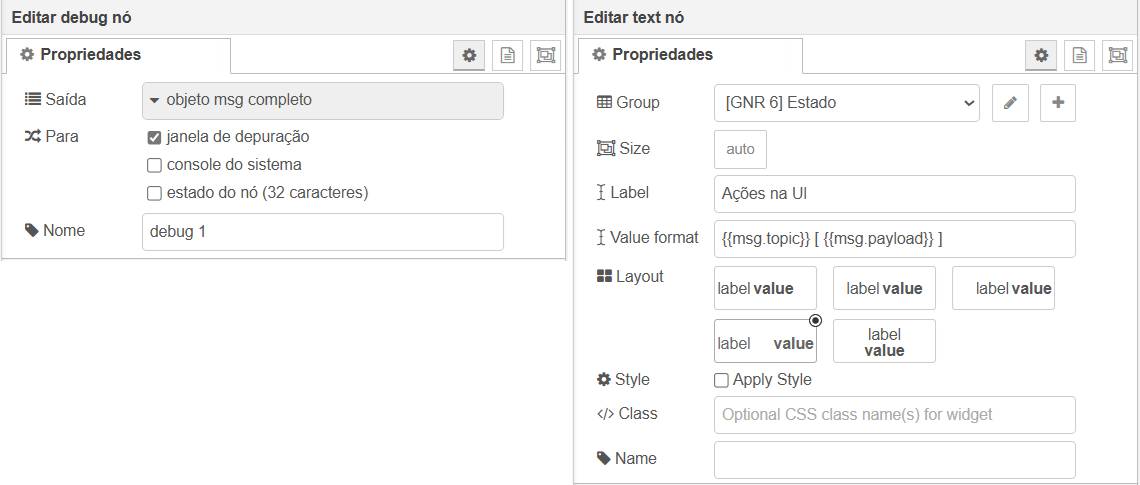 Editar debug nó
Propriedades
Saída
objeto msg completo
Para
janela de depuração
console do sistema
estado do nó (32 caracteres)
Nome
debug 1
Editar text nó
Propriedades
Group
[GNR 6] Estado
Size
auto
Label
Ações na UI
Value format
{{msg.topic}} [ {{msg.payload}} ]
Layout
label value
label value
label value
label value
label
value
Style
Apply Style
Class
Optional CSS class name(s) for widget
Name